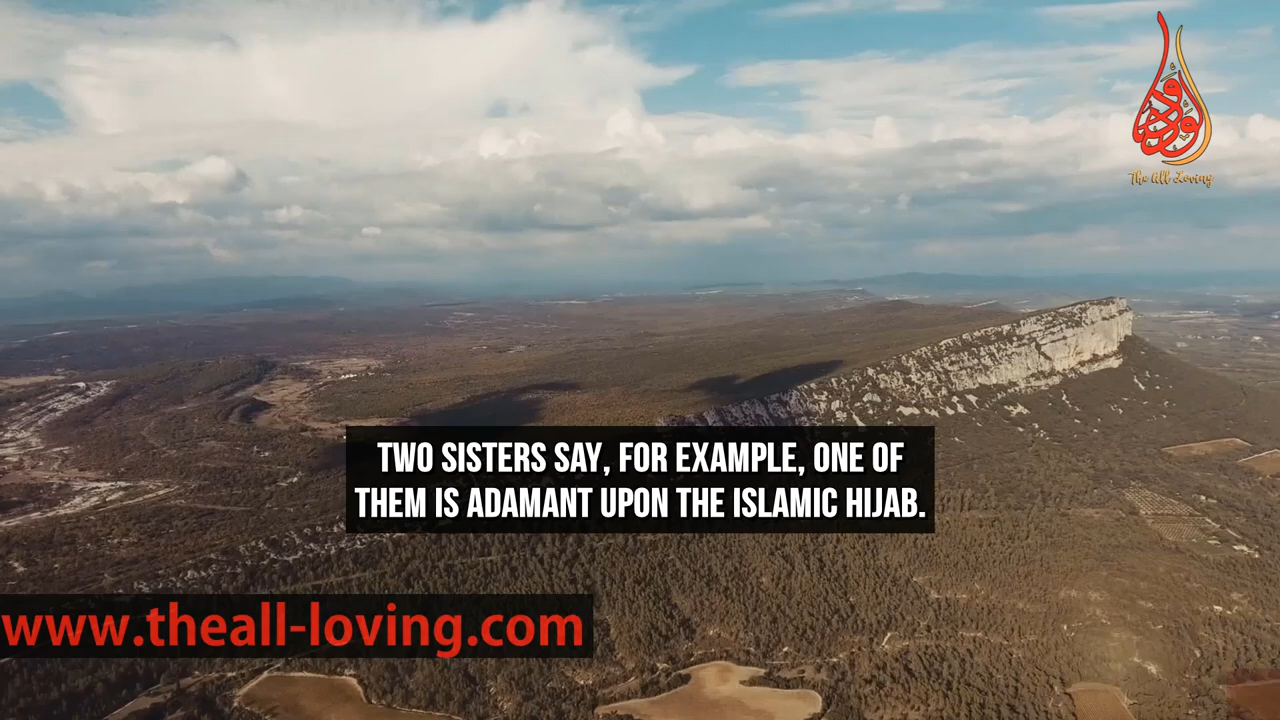 الودود
The All Loving
TWO SISTERS SAY, FOR EXAMPLE, ONE OF
THEM IS ADAMANT UPON THE ISLAMIC HIJAB.
www.theall-loving.com